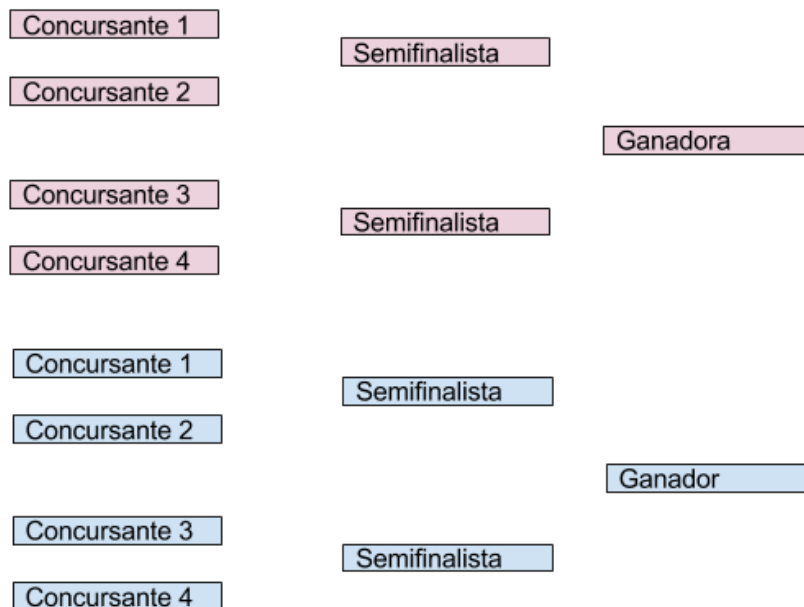 Concursante 1
Semifinalista
Concursante 2
Ganadora
Concursante 3
Semifinalista
Concursante 4
Concursante 1
Semifinalista
Concursante 2
Ganador
Concursante 3
Semifinalista
Concursante 4